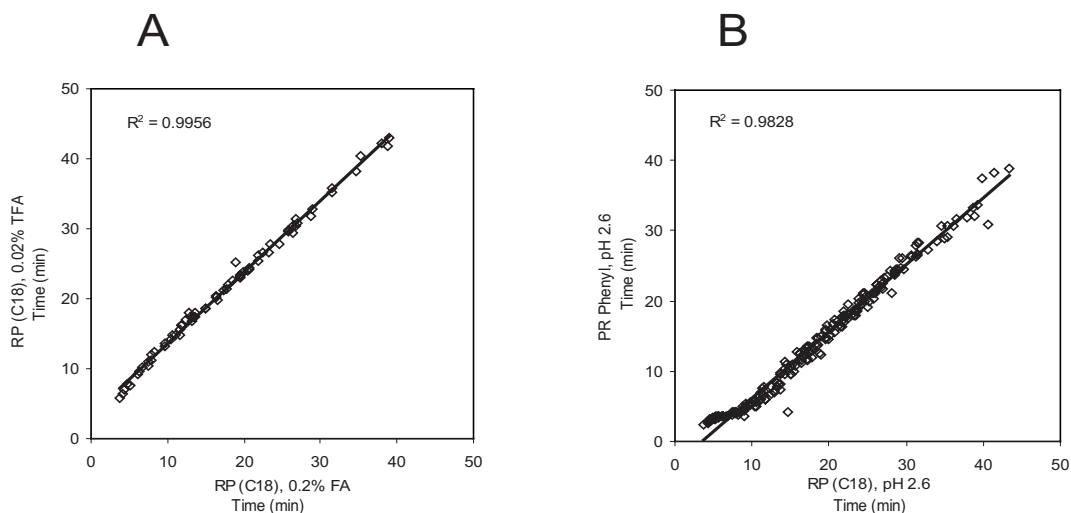 A
50
40
30
20
10
0
R² = 0.9956
RP (C18), 0.02% TFA
Time (min)
0 10 20 30 40 50
RP (C18), 0.2% FA
Time (min)
B
50
40
30
20
10
0
R² = 0.9828
PR Phenyl, pH 2.6
Time (min)
0 10 20 30 40 50
RP (C18), pH 2.6
Time (min)